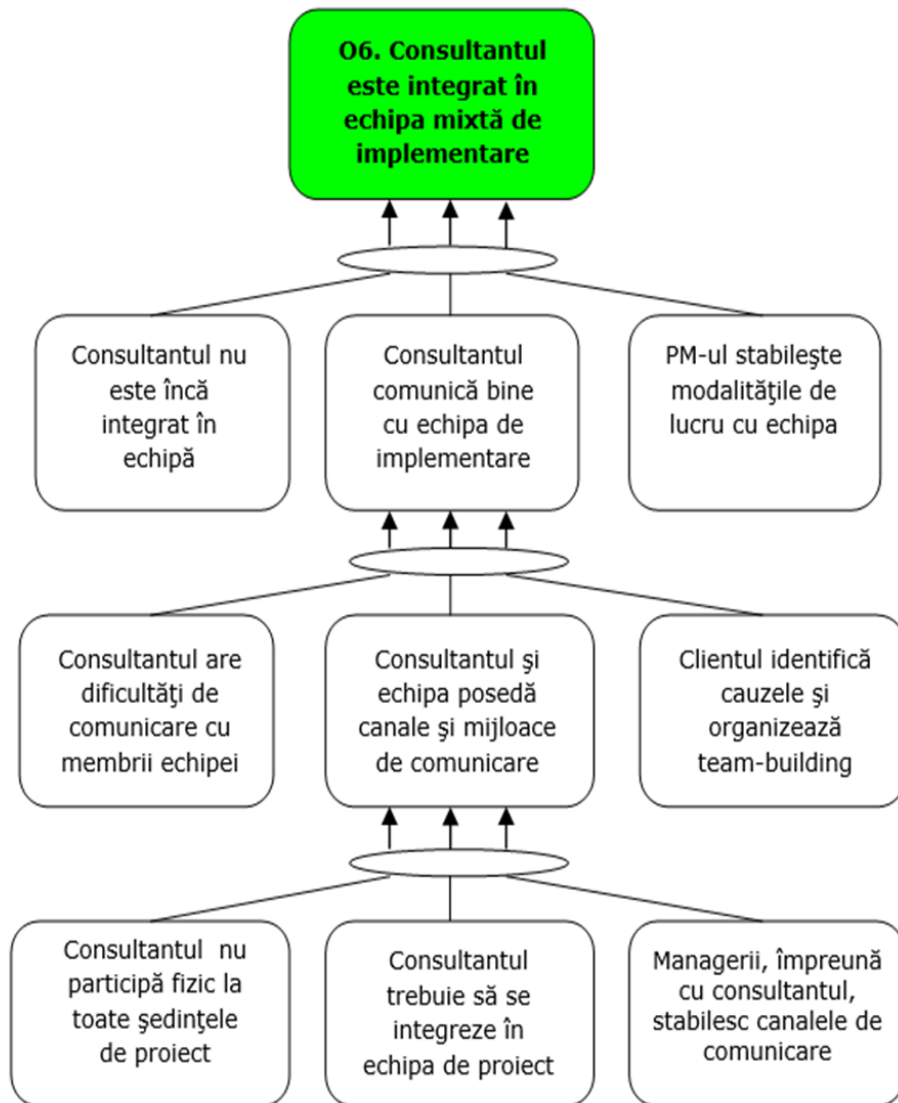 O6. Consultantul
este integrat în
echipa mixtă de
implementare
Consultantul nu
este încă
integrat în
echipă
Consultantul
comunică bine
cu echipa de
implementare
PM-ul stabileşte
modalităţile de
lucru cu echipa
Consultantul are
dificultăţi de
comunicare cu
membrii echipei
Consultantul şi
echipa posedă
canale şi mijloace
de comunicare
Clientul identifică
cauzele şi
organizează
team-building
Consultantul nu
participă fizic la
toate şedinţele
de proiect
Consultantul
trebuie să se
integreze în
echipa de proiect
Managerii, împreună
cu consultantul,
stabilesc canalele de
comunicare